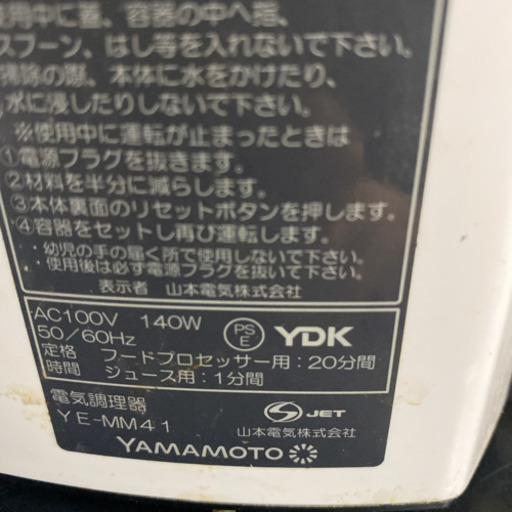 使用中に蓋、容器の中へ指、
スプーン、はし等を入れないで下さい。
掃除の際、本体に水をかけたり、
水に浸したりしないで下さい。
※使用中に運転が止まったときは
①電源プラグを抜きます。
②材料を半分に減らします。
③本体裏面のリセットボタンを押します。
④容器をセットし再び運転します。
・幼児の手の届く所で使用しないで下さい。
・使用後は必ず電源プラグを抜いて下さい。
表示者 山本電気株式会社
AC100V 140W
50/60Hz
PS
E
YDK
定格 フードプロセッサー用:20分間
時間 ジュース用:1分間
電気調理器
YE-MM41
S JET
山本電気株式会社
YAMAMOTO